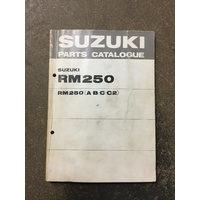 SUZUKI
PARTS CATALOGUE
SUZUKI
RM250
RM250 (A B C C2)